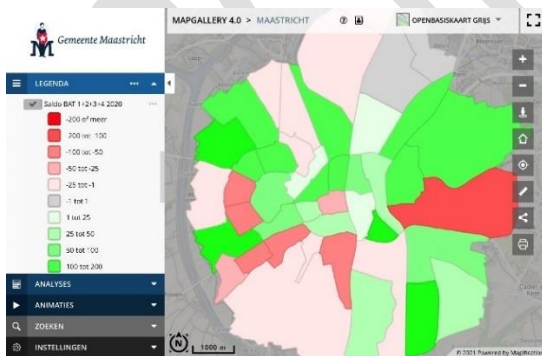 Gemeente Maastricht
MAPGALLERY 4.0 > MAASTRICHT
OPENBASISKAART GRIJS
LEGENDA
Saldo BAT 1+2+3+4 2020
-200 of meer
-200 tot -100
-100 tot -50
-50 tot -25
-25 tot -1
-1 tot 1
1 tot 25
25 tot 50
50 tot 100
100 tot 200
ANALYSES
ANIMATIES
ZOEKEN
INSTELLINGEN
N
1000 m
© 2021 Powered by Magnification